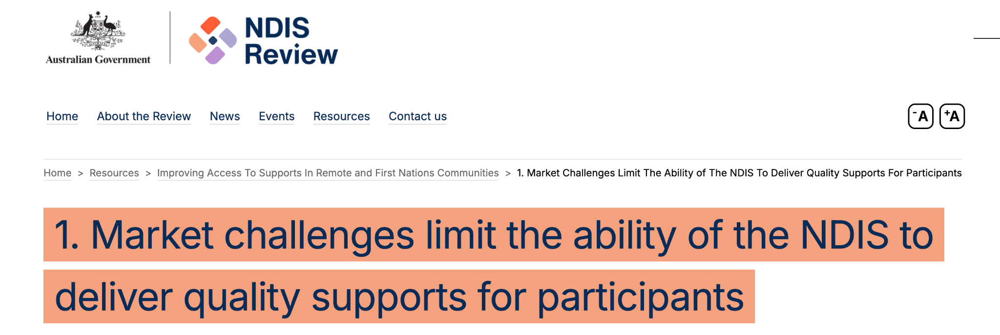 AUSTRALIA
Australian Government
NDIS
Review
Home About the Review News Events Resources Contact us
-A +A
Home > Resources > Improving Access To Supports In Remote and First Nations Communities > 1. Market Challenges Limit The Ability of The NDIS To Deliver Quality Supports For Participants
1. Market challenges limit the ability of the NDIS to
deliver quality supports for participants